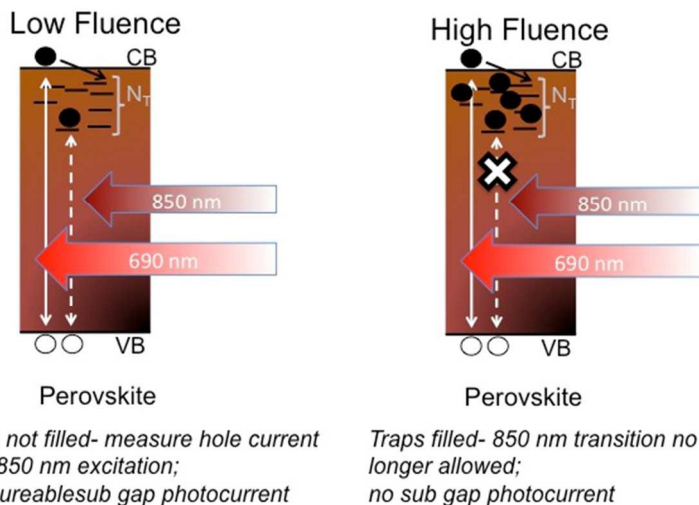 Low Fluence
CB
N_T
850 nm
690 nm
VB
Perovskite
not filled- measure hole current
850 nm excitation;
ureablesub gap photocurrent
High Fluence
CB
N_T
850 nm
690 nm
VB
Perovskite
Traps filled- 850 nm transition no
longer allowed;
no sub gap photocurrent